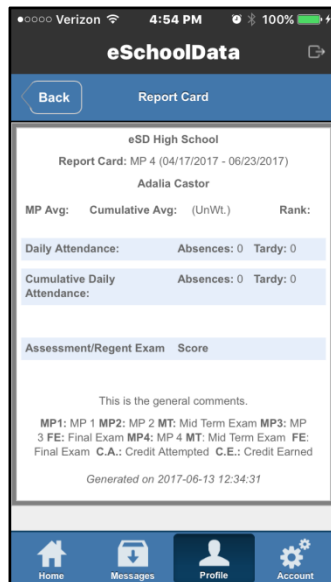 ●○○○○ Verizon 4:54 PM 100%
eSchoolData
Back Report Card
eSD High School
Report Card: MP 4 (04/17/2017 - 06/23/2017)
Adalia Castor
MP Avg: Cumulative Avg: (UnWt.) Rank:
Daily Attendance: Absences: 0 Tardy: 0
Cumulative Daily Absences: 0 Tardy: 0
Attendance:
Assessment/Regent Exam Score
This is the general comments.
MP1: MP 1 MP2: MP 2 MT: Mid Term Exam MP3: MP
3 FE: Final Exam MP4: MP 4 MT: Mid Term Exam FE:
Final Exam C.A.: Credit Attempted C.E.: Credit Earned
Generated on 2017-06-13 12:34:31
Home Messages Profile Account